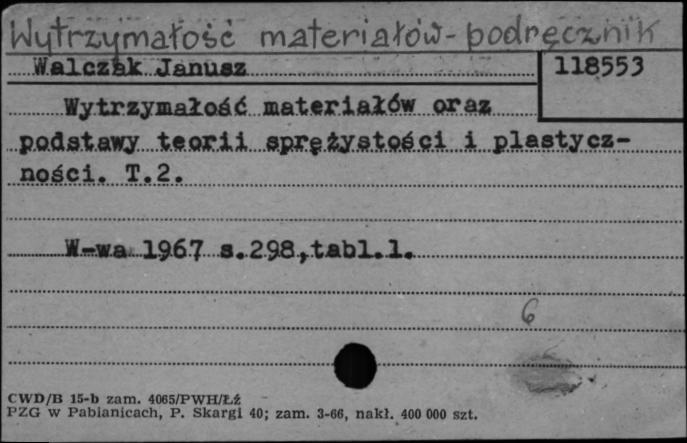 Wytrzymałość materiałów - podręcznik
Walczak Janusz
118553
Wytrzymałość materiałów oraz
podstawy teorii sprężystości i plastycz-
ności. T.2.
W-wa 1967 s.298,tabl.1.
6
CWD/B 15-b zam. 4065/PWH/Łź
PZG w Pabianicach, P. Skargi 40; zam. 3-66, nakł. 400 000 szt.